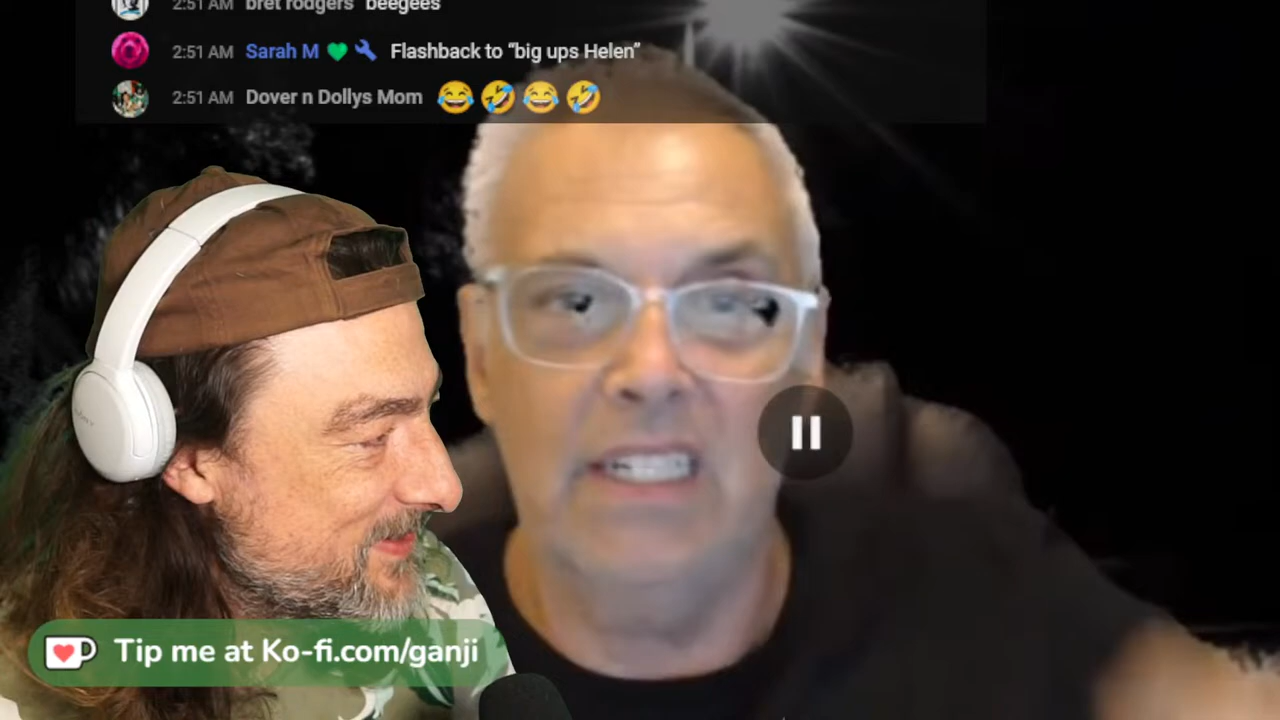 2:51 AM bret rodgers beegees
2:51 AM Sarah M Flashback to “big ups Helen”
2:51 AM Dover n Dollys Mom
Tip me at Ko-fi.com/ganji